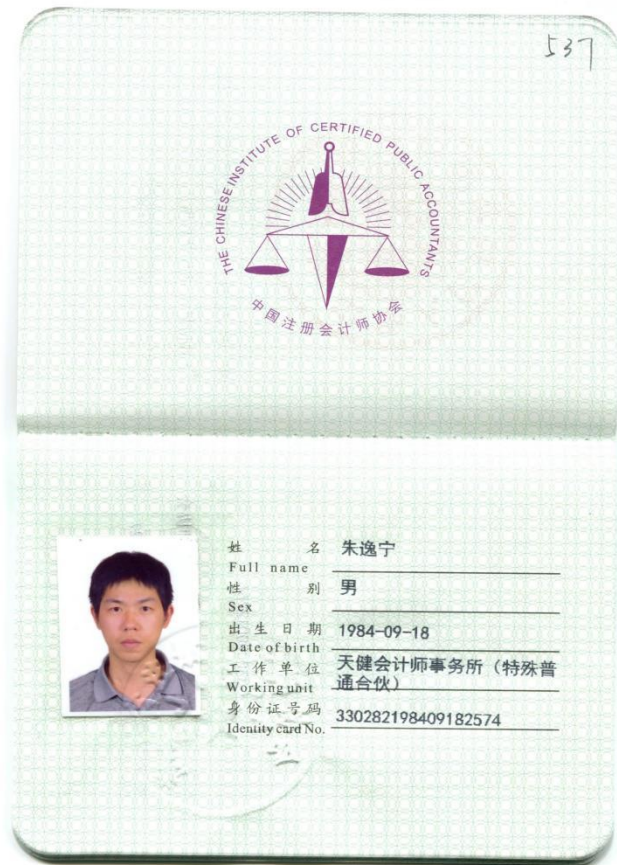 537
THE CHINESE INSTITUTE OF CERTIFIED PUBLIC ACCOUNTANTS
中国注册会计师协会
姓 名 朱逸宁
Full name
性 别 男
Sex
出生日期 1984-09-18
Date of birth
工作单位 天健会计师事务所（特殊普
Working unit 通合伙）
身份证号码 330282198409182574
Identity card No.